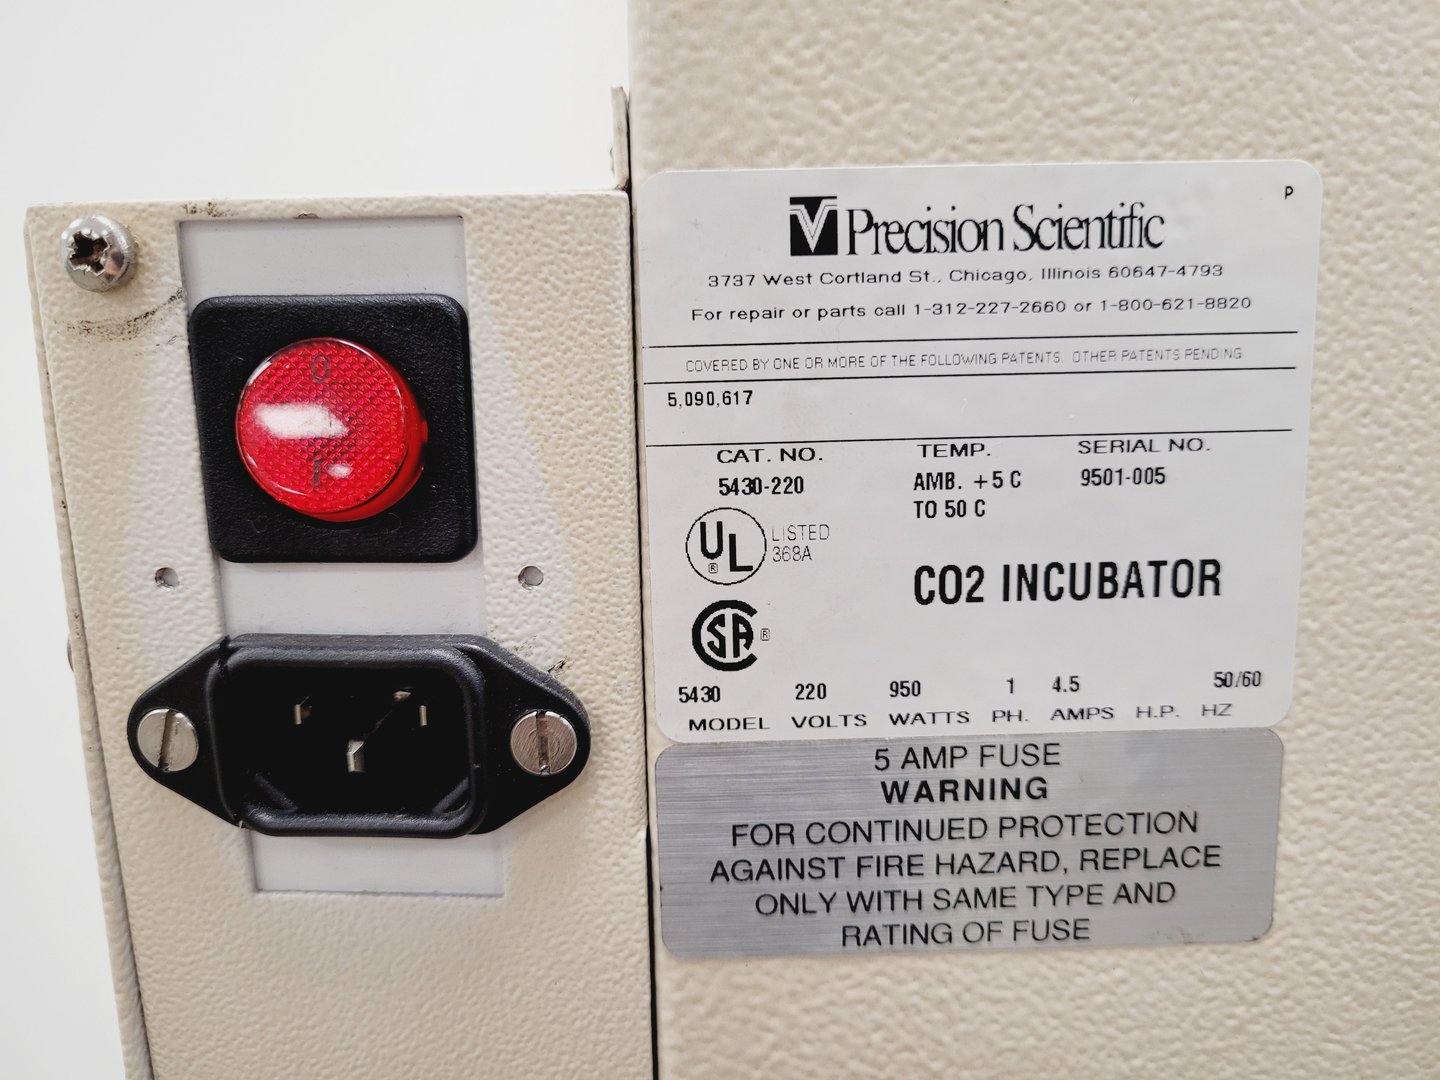 P
Precision Scientific
3737 West Cortland St., Chicago, Illinois 60647-4793
For repair or parts call 1-312-227-2660 or 1-800-621-8820
COVERED BY ONE OR MORE OF THE FOLLOWING PATENTS. OTHER PATENTS PENDING
5,090,617
CAT. NO. TEMP. SERIAL NO.
5430-220 AMB. +5 C 9501-005
TO 50 C
UL® LISTED
368A
CO2 INCUBATOR
SA ®
5430 220 950 1 4.5 50/60
MODEL VOLTS WATTS PH. AMPS H.P. HZ
5 AMP FUSE
WARNING
FOR CONTINUED PROTECTION
AGAINST FIRE HAZARD, REPLACE
ONLY WITH SAME TYPE AND
RATING OF FUSE
0
I